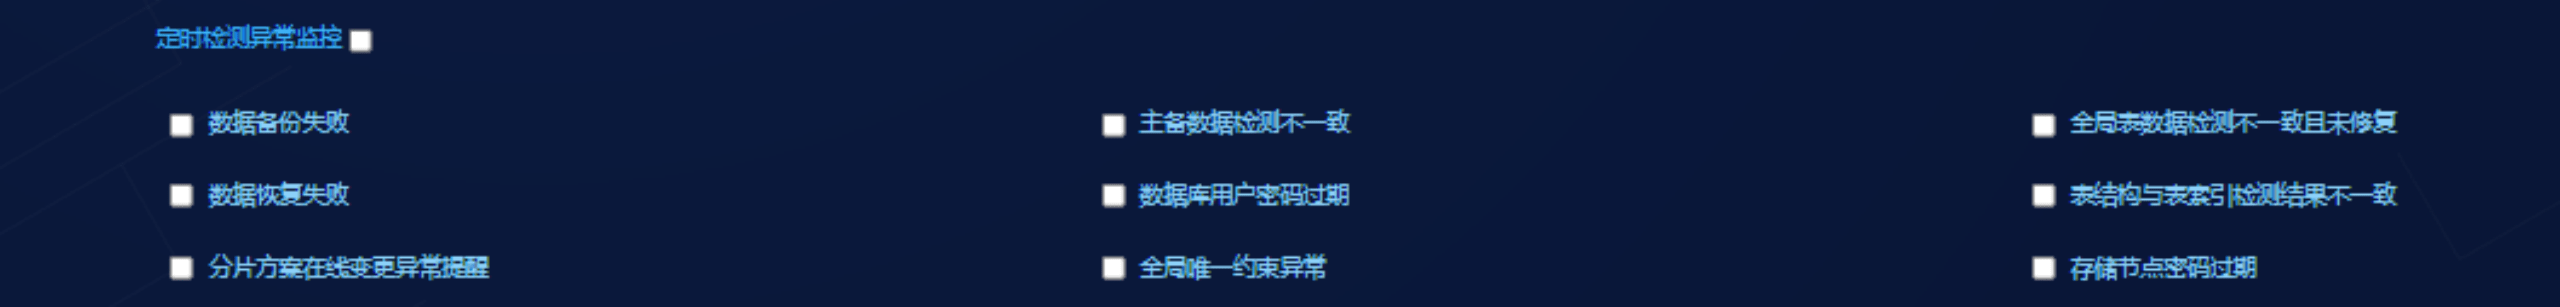 定时检测异常监控
数据备份失败 主备数据检测不一致 全局表数据检测不一致且未修复
数据恢复失败 数据库用户密码过期 表结构与表索引检测结果不一致
分片方案在线变更异常提醒 全局唯一约束异常 存储节点密码过期